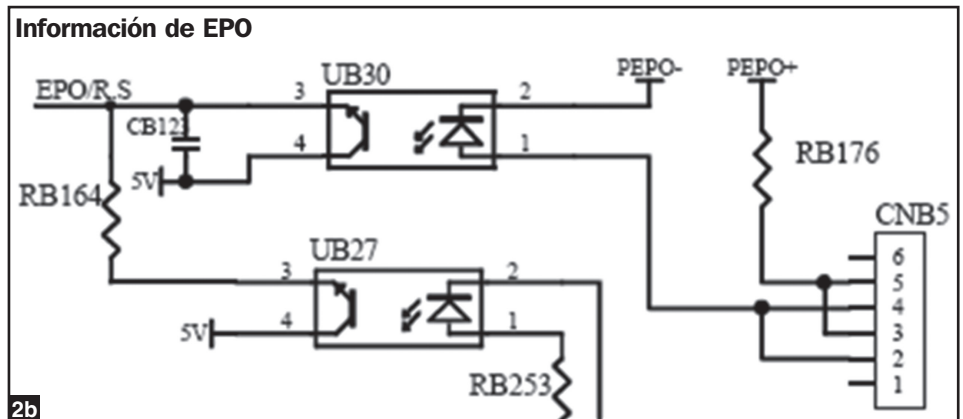 Información de EPO
UB30
PEPO-
PEPO+
EPO/R.S
3
2
CB123
4
1
RB176
5V
RB164
CNB5
UB27
6
3
2
5
4
4
1
5V
3
2
RB253
1
2b